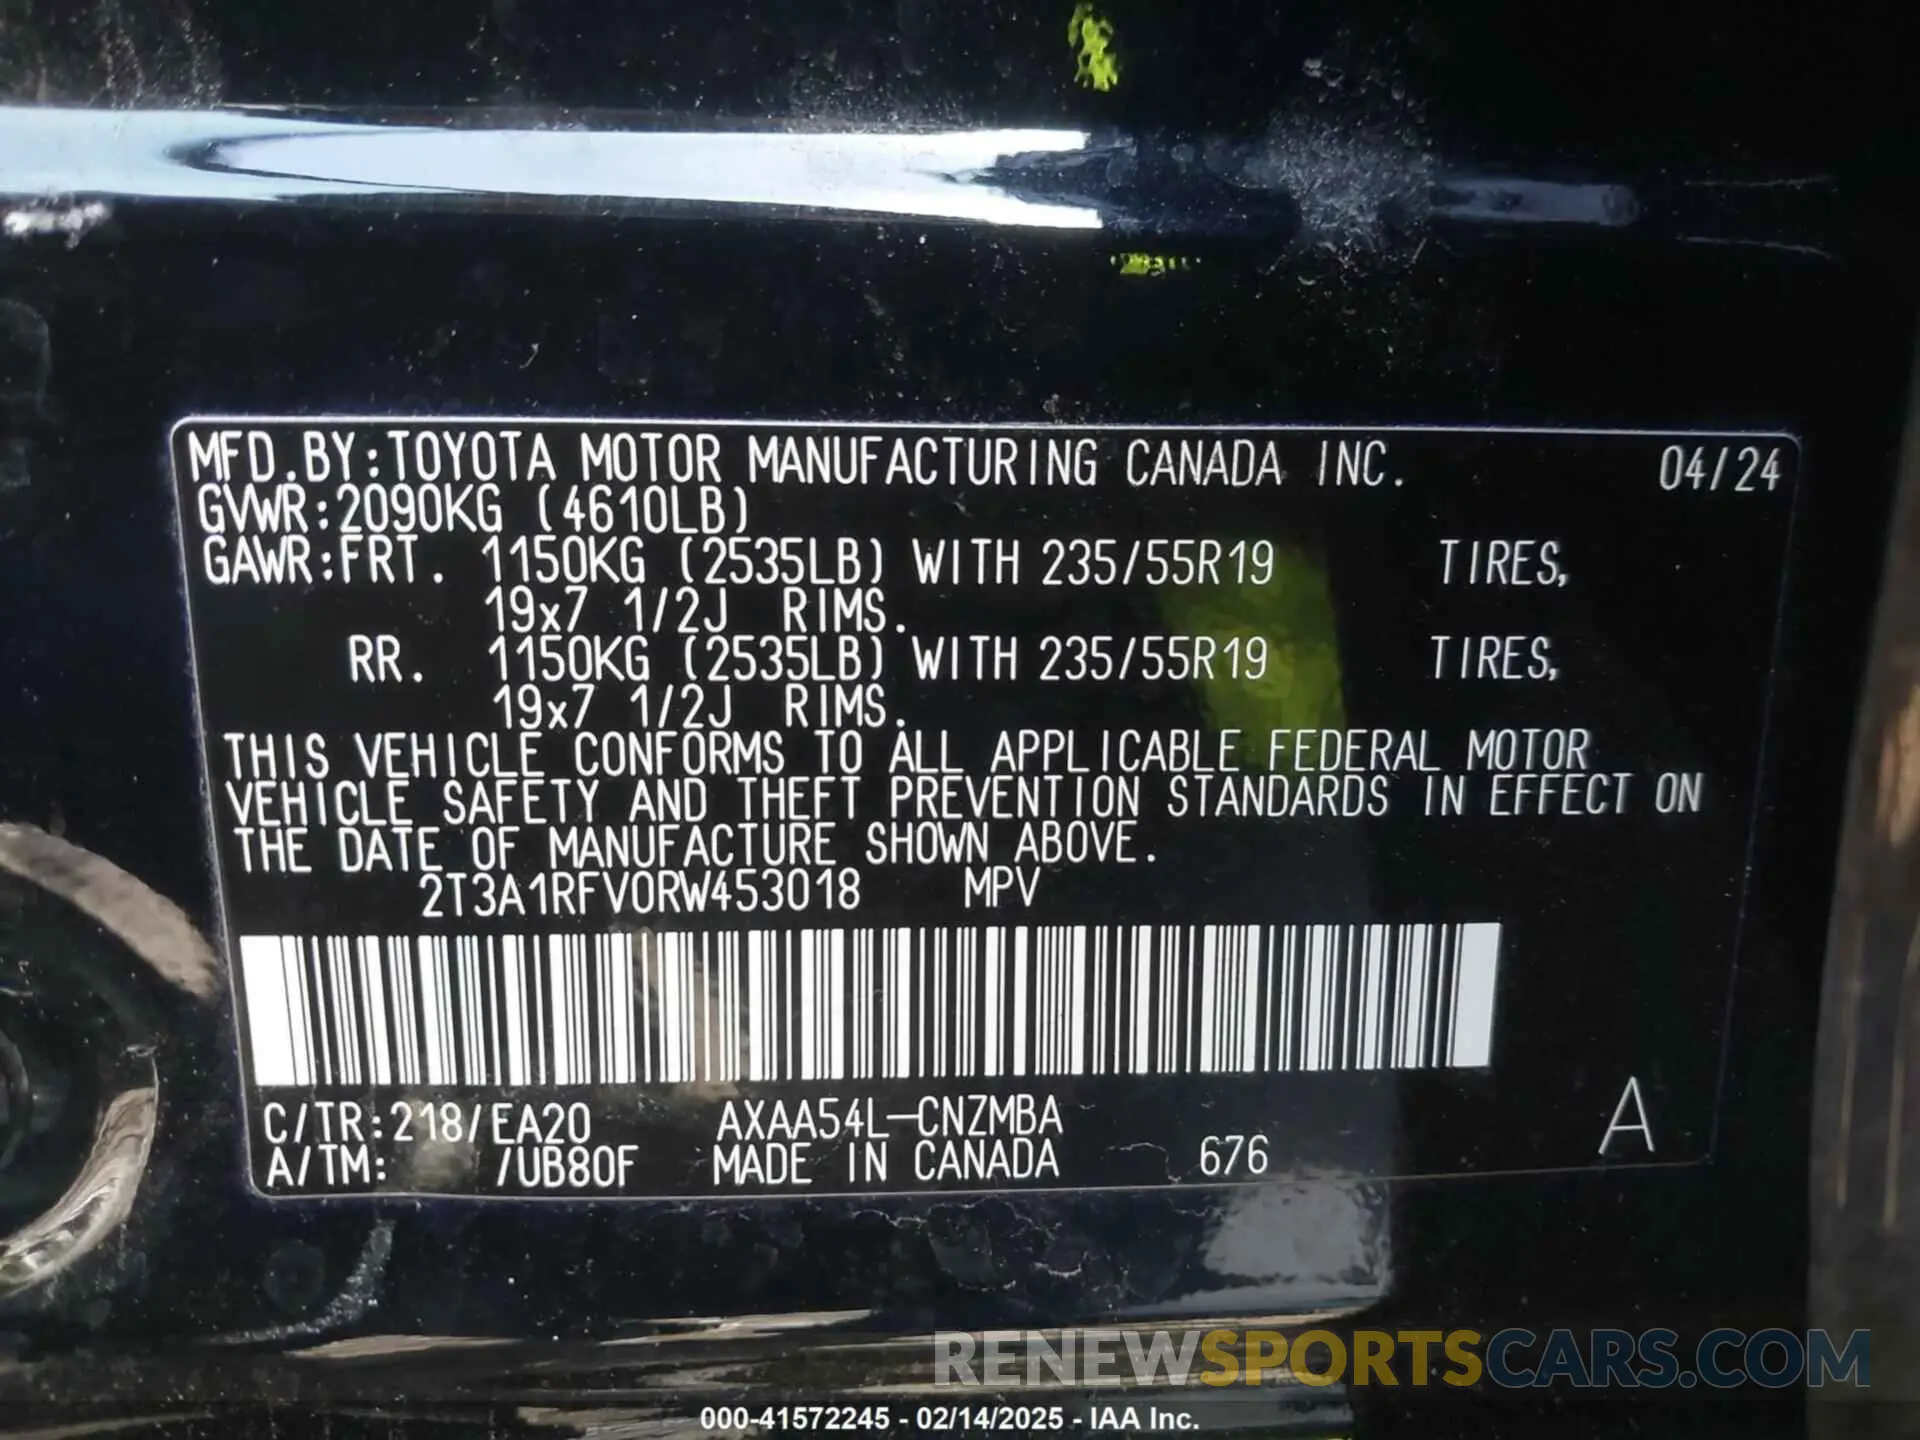 MFD.BY:TOYOTA MOTOR MANUFACTURING CANADA INC. 04/24
GVWR:2090KG (4610LB)
GAWR:FRT. 1150KG (2535LB) WITH 235/55R19 TIRES,
19x7 1/2J RIMS.
RR. 1150KG (2535LB) WITH 235/55R19 TIRES,
19x7 1/2J RIMS.
THIS VEHICLE CONFORMS TO ALL APPLICABLE FEDERAL MOTOR
VEHICLE SAFETY AND THEFT PREVENTION STANDARDS IN EFFECT ON
THE DATE OF MANUFACTURE SHOWN ABOVE.
2T3A1RFV0RW453018 MPV
C/TR:218/EA20 AXAA54L-CNZMBA A
A/TM: /UB80F MADE IN CANADA 676
RENEWSPORTSCARS.COM
000-41572245 - 02/14/2025 - IAA Inc.